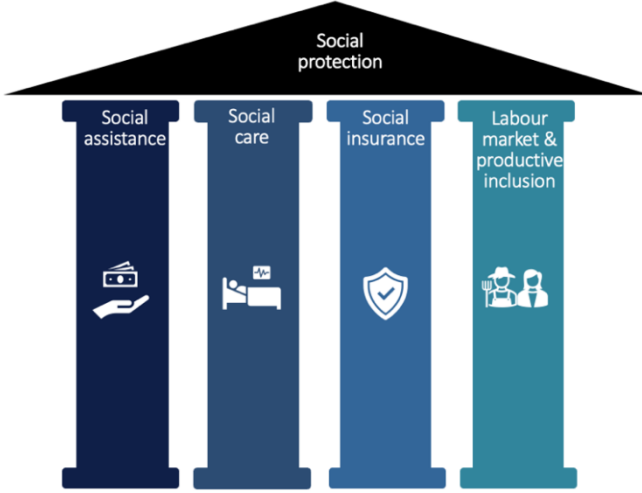 Social
protection
Social
assistance
Social
care
Social
insurance
Labour
market &
productive
inclusion